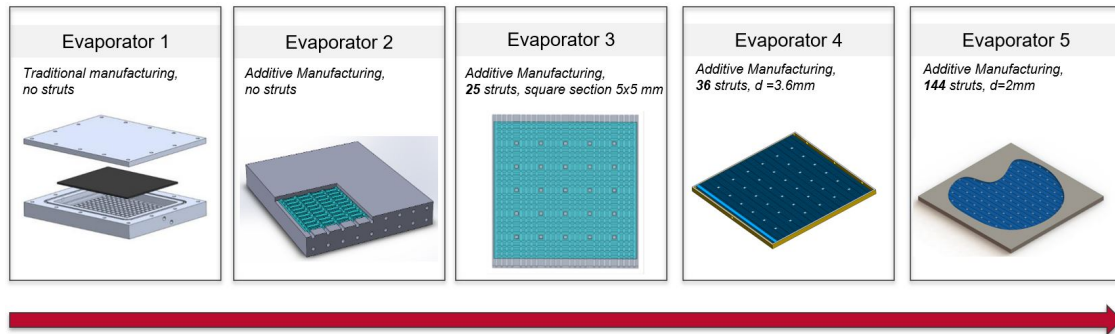 Evaporator 1
Traditional manufacturing,
no struts
Evaporator 2
Additive Manufacturing,
no struts
Evaporator 3
Additive Manufacturing,
25 struts, square section 5x5 mm
Evaporator 4
Additive Manufacturing,
36 struts, d =3.6mm
Evaporator 5
Additive Manufacturing,
144 struts, d=2mm